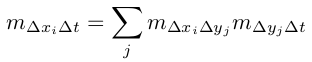 $m_{\Delta x_i \Delta t} = \sum_j m_{\Delta x_i \Delta y_j} m_{\Delta y_j \Delta t}$